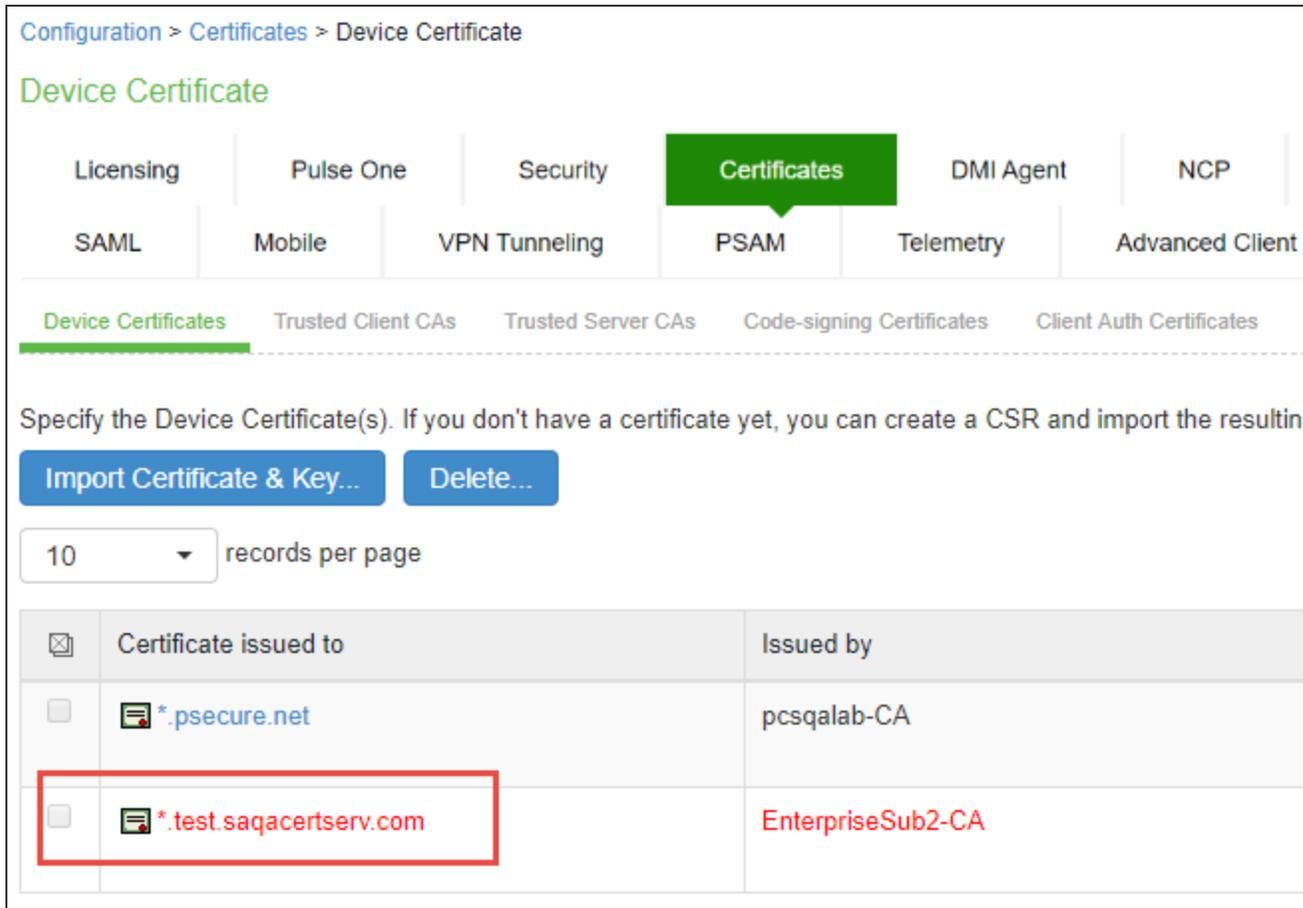 Configuration > Certificates > Device Certificate
Device Certificate
Licensing Pulse One Security Certificates DMI Agent NCP
SAML Mobile VPN Tunneling PSAM Telemetry Advanced Client
Device Certificates Trusted Client CAs Trusted Server CAs Code-signing Certificates Client Auth Certificates
Specify the Device Certificate(s). If you don't have a certificate yet, you can create a CSR and import the resultin
Import Certificate & Key... Delete...
10 records per page
Certificate issued to Issued by
*.psecure.net pcsqalab-CA
*.test.saqacertserv.com EnterpriseSub2-CA